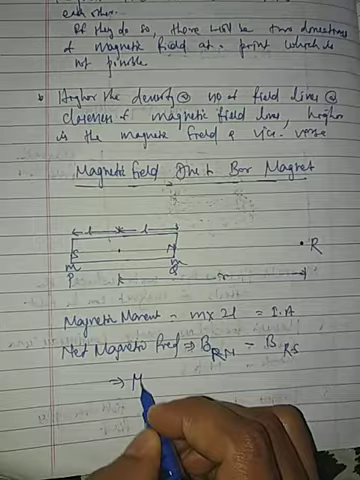 each other.
If they do so, there will be two directions
of magnetic field at a point which is
not possible
Higher the density @ no of field lines @
closeness of magnetic field lines, higher
is the magnetic field & vice-versa
Magnetic field Due to Bar Magnet
l l
S N
m m
P Q r
R
Magnetic Moment = m x 2l = I.A
Net Magnetic field ⇒ B RN - B RS
⇒ M